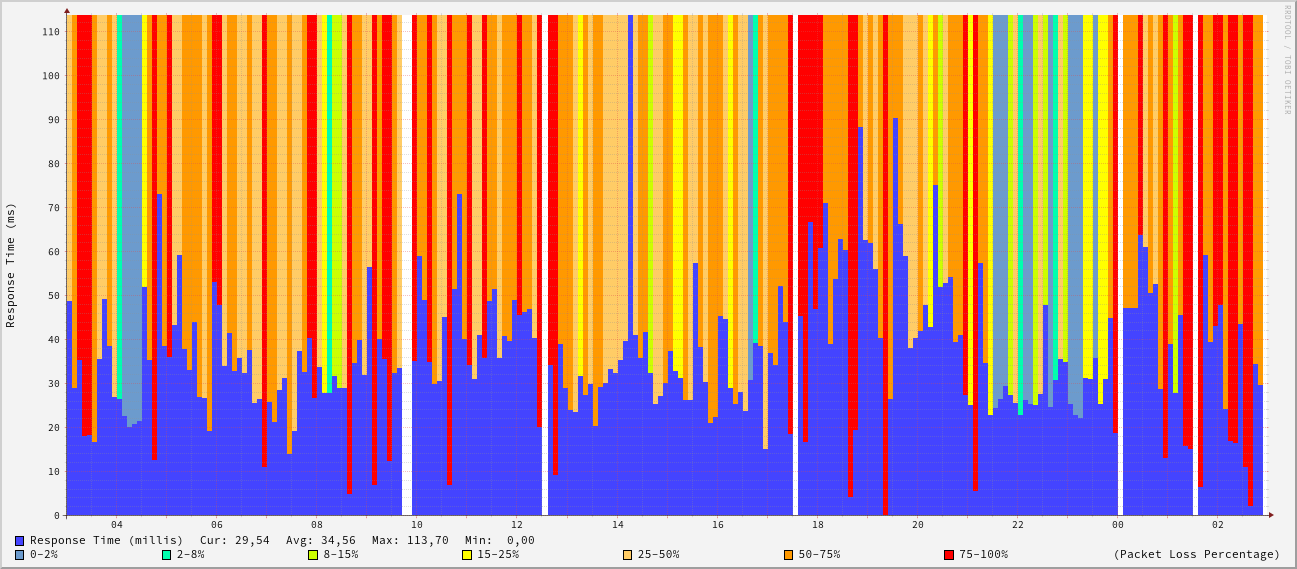 RRDTOOL / TOBI OETIKER
Response Time (ms)
110
100
90
80
70
60
50
40
30
20
10
0
04 06 08 10 12 14 16 18 20 22 00 02
Response Time (millis) Cur: 29,54 Avg: 34,56 Max: 113,70 Min: 0,00
0-2% 2-8% 8-15% 15-25% 25-50% 50-75% 75-100% (Packet Loss Percentage)